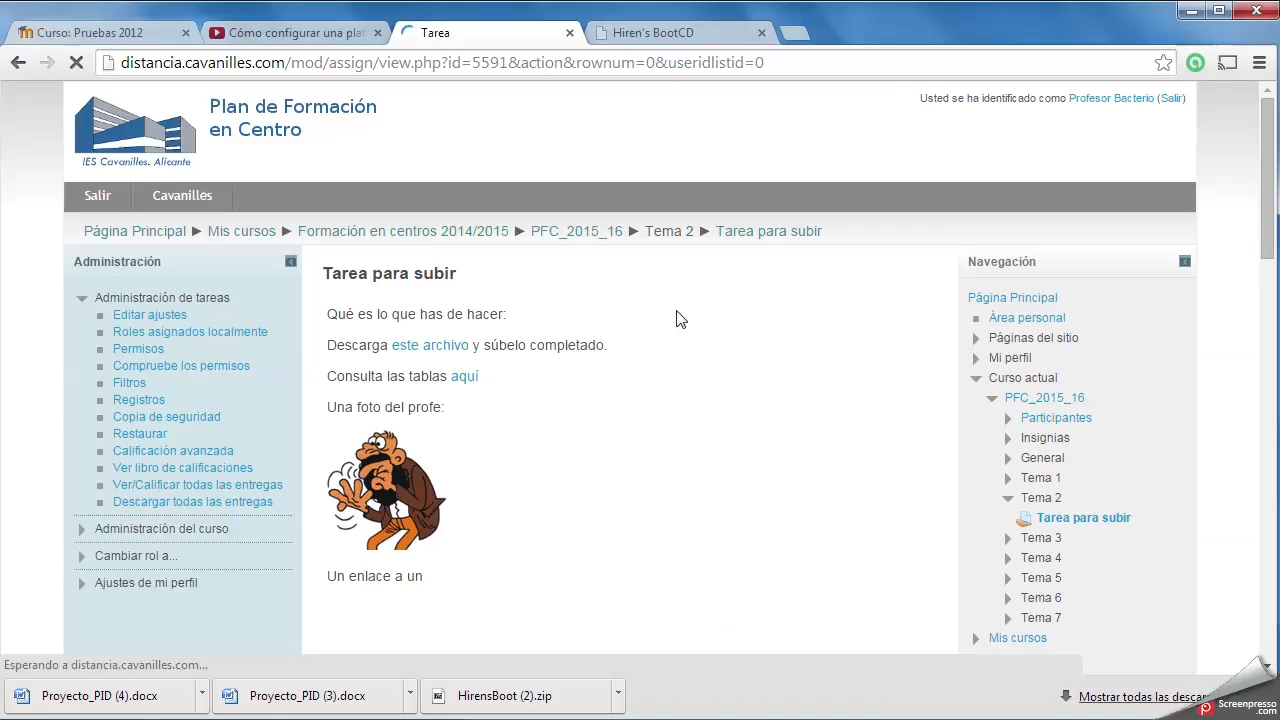 Curso: Pruebas 2012
Cómo configurar una plat
Tarea
Hiren's BootCD
distancia.cavanilles.com/mod/assign/view.php?id=5591&action&rownum=0&useridlistid=0
Plan de Formación
en Centro
IES Cavanilles. Alicante
Usted se ha identificado como Profesor Bacterio (Salir)
Salir
Cavanilles
Página Principal ► Mis cursos ► Formación en centros 2014/2015 ► PFC_2015_16 ► Tema 2 ► Tarea para subir
Administración
Administración de tareas
Editar ajustes
Roles asignados localmente
Permisos
Compruebe los permisos
Filtros
Registros
Copia de seguridad
Restaurar
Calificación avanzada
Ver libro de calificaciones
Ver/Calificar todas las entregas
Descargar todas las entregas
Administración del curso
Cambiar rol a...
Ajustes de mi perfil
Tarea para subir
Qué es lo que has de hacer:
Descarga este archivo y súbelo completado.
Consulta las tablas aquí
Una foto del profe:
Un enlace a un
Navegación
Página Principal
Área personal
Páginas del sitio
Mi perfil
Curso actual
PFC_2015_16
Participantes
Insignias
General
Tema 1
Tema 2
Tarea para subir
Tema 3
Tema 4
Tema 5
Tema 6
Tema 7
Mis cursos
Esperando a distancia.cavanilles.com...
Proyecto_PID (4).docx
Proyecto_PID (3).docx
HirensBoot (2).zip
Mostrar todas las descar
Screenpresso
.com